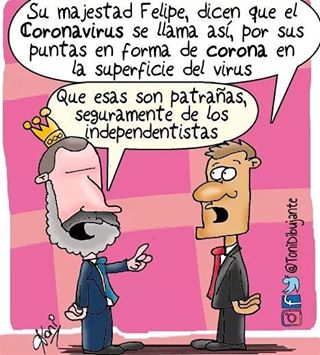 Su majestad Felipe, dicen que el
Coronavirus se llama así, por sus
puntas en forma de corona en
la superficie del virus
Que esas son patrañas,
seguramente de los
independentistas
@ToniDibujante
Toni